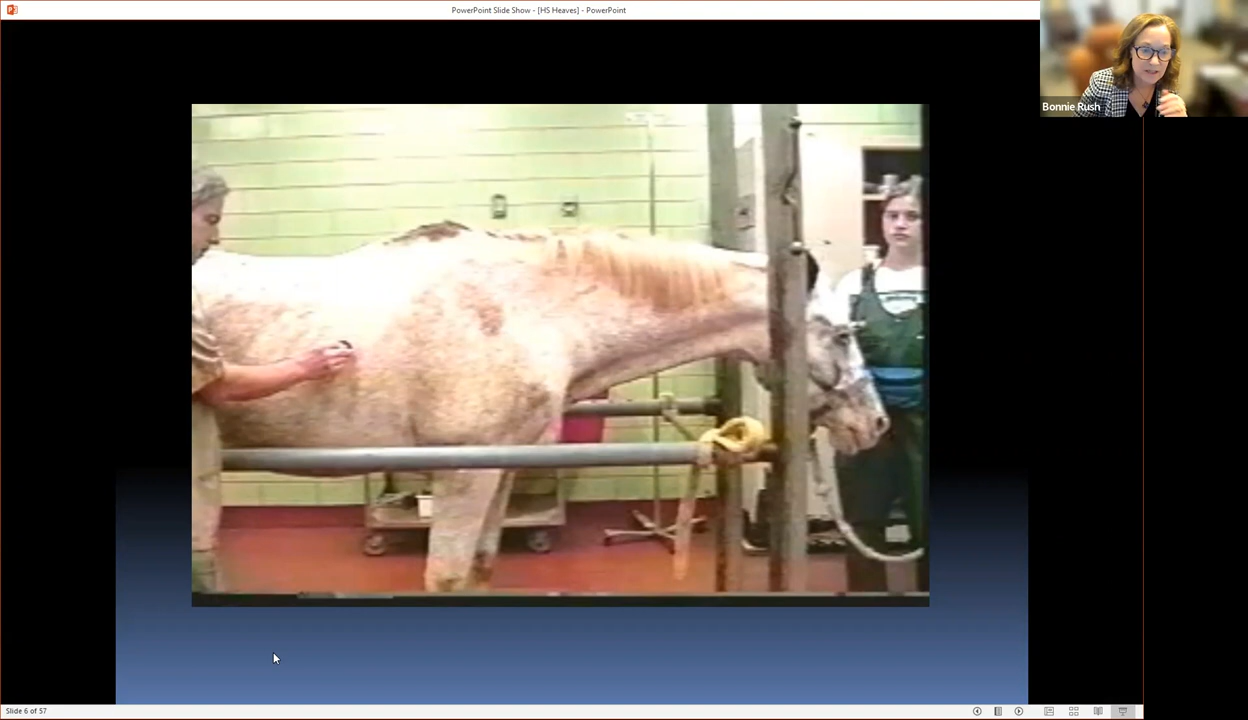 PowerPoint Slide Show - [HS Heaves] - PowerPoint
Bonnie Rush
Slide 6 of 57